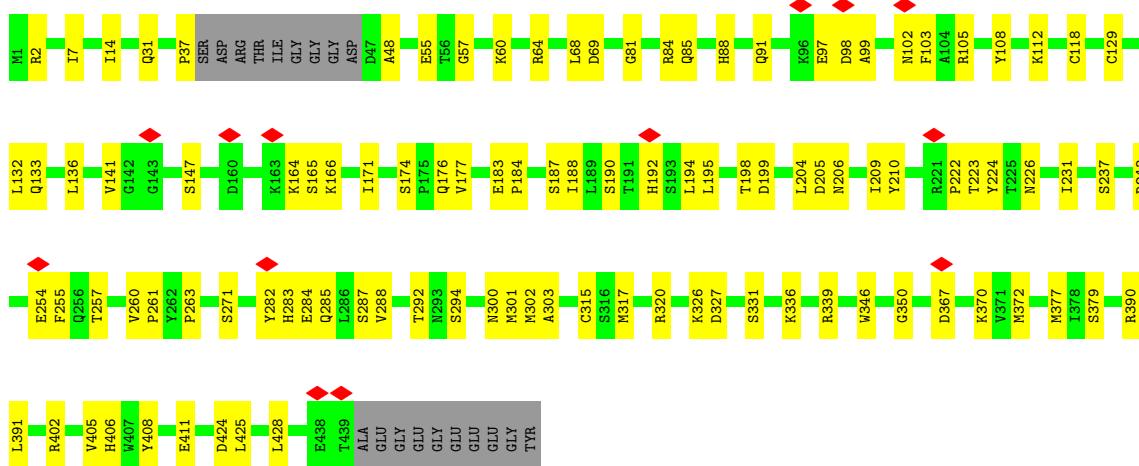 M1 R2 I7 I14 Q31 P37 SER ASP ARG THR ILE GLY GLY GLY ASP D47 A48 E55 T56 G57 K60 R64 L68 D69 G81 R84 Q85 H88 Q91 K96 E97 D98 A99 N102 F103 A104 R105 Y108 K112 C118 C129
L132 Q133 L136 V141 G142 G143 S147 D160 K163 K164 S165 K166 I171 S174 P175 Q176 V177 E183 P184 S187 I188 L189 S190 T191 H192 S193 L194 L195 T198 D199 L204 D205 N206 I209 Y210 R221 P222 T223 Y224 T225 N226 I231 S237
E254 F255 Q256 T257 V260 P261 Y262 P263 S271 Y282 H283 E284 Q285 L286 S287 V288 T292 N293 S294 N300 M301 M302 A303 C315 S316 M317 R320 K326 D327 S331 K336 R339 W346 G350 D367 K370 V371 M372 M377 I378 S379 R390
L391 R402 V405 H406 W407 Y408 E411 D424 L425 L428 E438 T439 ALA GLU GLY GLU GLY GLU GLU GLU GLY TYR